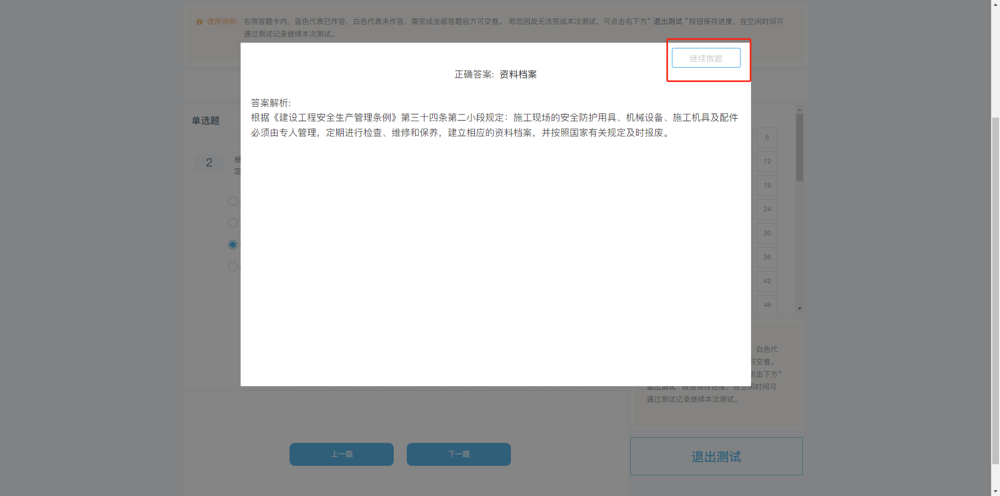 使用说明: 右侧答题卡内，蓝色代表已作答，白色代表未作答，需完成全部答题后方可交卷。 若您因故无法完成本次测试，可点击右下方“ 退出测试 ”按钮保存进度，在空闲时间可
通过测试记录继续本次测试。
继续做题
正确答案: 资料档案
答案解析:
根据《建设工程安全生产管理条例》第三十四条第二小段规定：施工现场的安全防护用具、机械设备、施工机具及配件
必须由专人管理，定期进行检查、维修和保养，建立相应的资料档案，并按照国家有关规定及时报废。
单选题
2
根
定
6
12
18
24
30
36
42
48
白色代
可交卷。
点击下方“
退出测试 ”按钮保存进度，在空闲时间可
通过测试记录继续本次测试。
上一题
下一题
退出测试